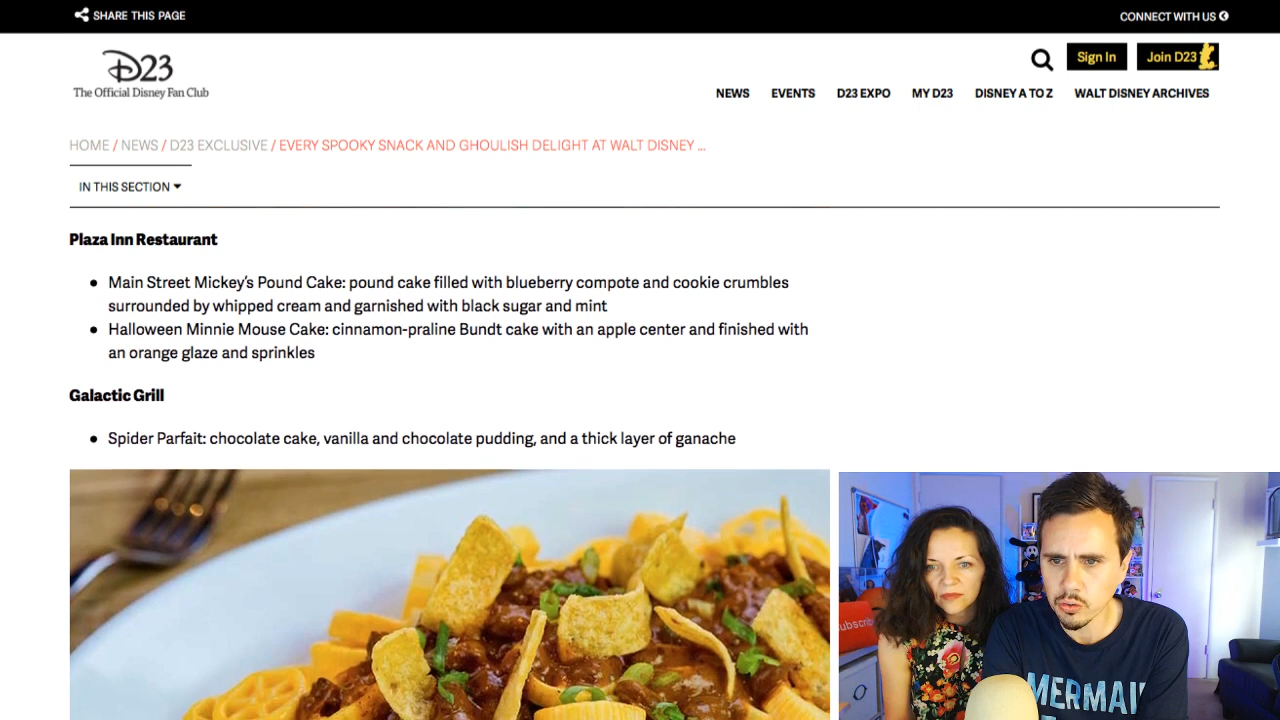 SHARE THIS PAGE
CONNECT WITH US
D23
The Official Disney Fan Club
Sign In
Join D23
NEWS EVENTS D23 EXPO MY D23 DISNEY A TO Z WALT DISNEY ARCHIVES
HOME / NEWS / D23 EXCLUSIVE / EVERY SPOOKY SNACK AND GHOULISH DELIGHT AT WALT DISNEY ...
IN THIS SECTION
Plaza Inn Restaurant
● Main Street Mickey’s Pound Cake: pound cake filled with blueberry compote and cookie crumbles
surrounded by whipped cream and garnished with black sugar and mint
● Halloween Minnie Mouse Cake: cinnamon-praline Bundt cake with an apple center and finished with
an orange glaze and sprinkles
Galactic Grill
● Spider Parfait: chocolate cake, vanilla and chocolate pudding, and a thick layer of ganache
ubscribe
MERMAI